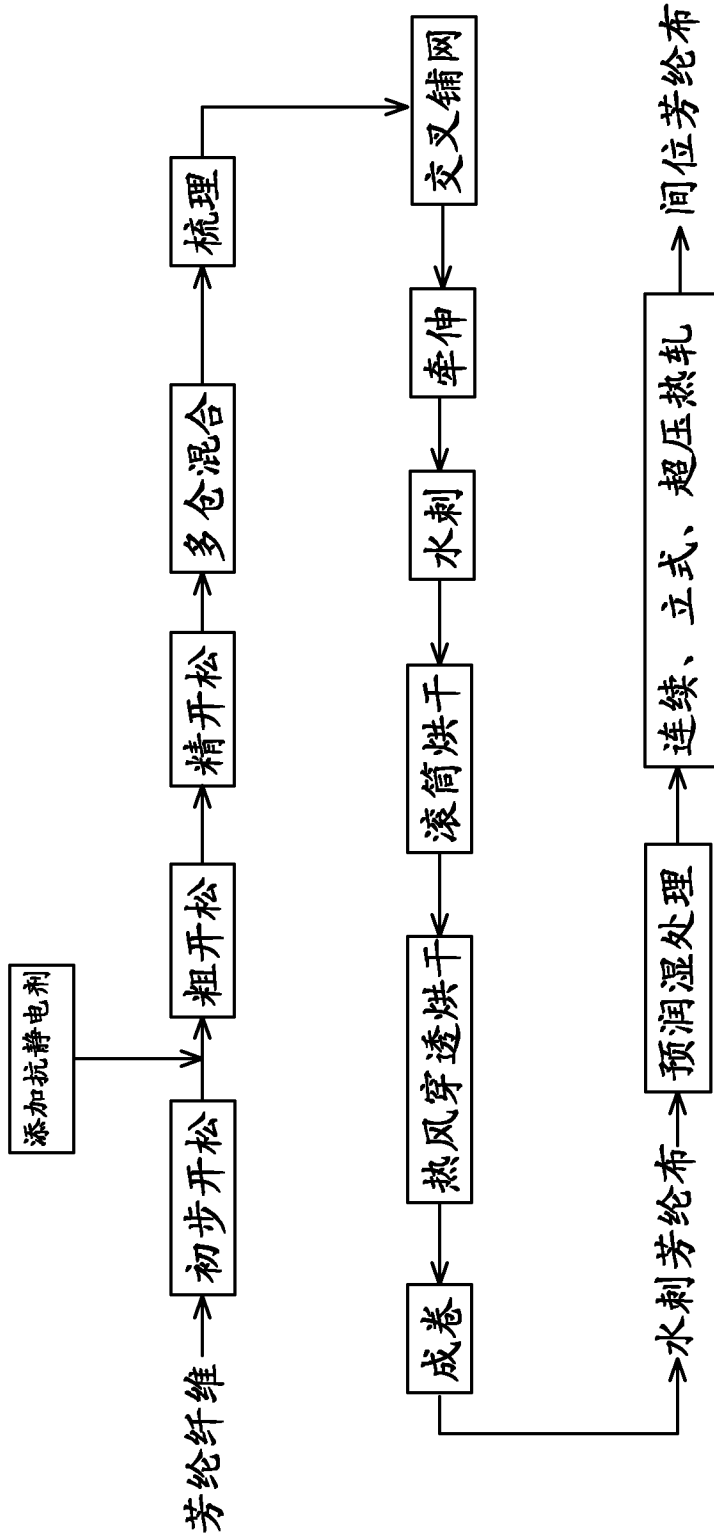 添加抗静电剂
芳纶纤维
初步开松
粗开松
精开松
多仓混合
梳理
交叉铺网
牵伸
水刺
滚筒烘干
热风穿透烘干
成卷
水刺芳纶布
预润湿处理
连续、立式、超压热轧
间位芳纶布